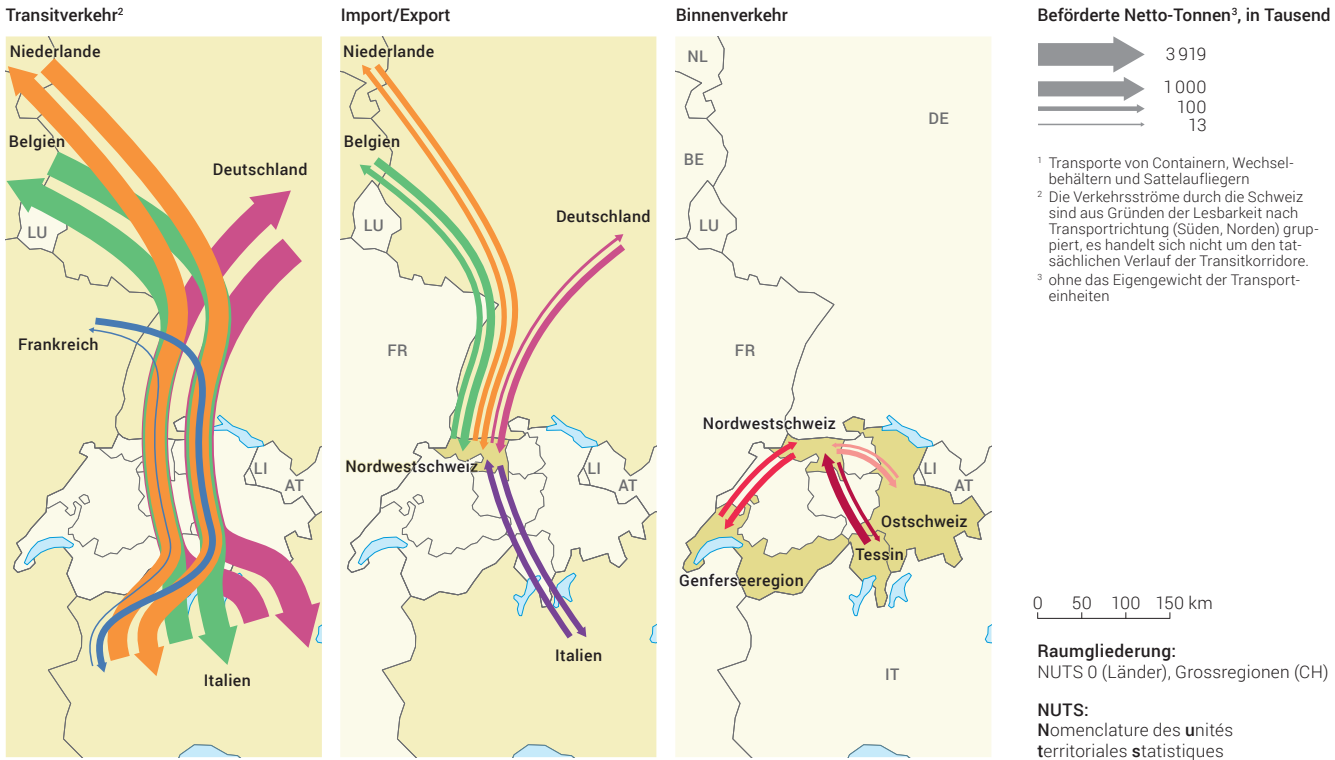 Transitverkehr²
Niederlande
Belgien
Deutschland
LU
Frankreich
LI
AT
Italien
Import/Export
Niederlande
Belgien
Deutschland
LU
FR
Nordwestschweiz
LI
AT
Italien
Binnenverkehr
NL
DE
BE
LU
FR
Nordwestschweiz
LI
AT
Ostschweiz
Tessin
Genferseeregion
IT
Beförderte Netto-Tonnen³, in Tausend
3 919
1 000
100
13
¹ Transporte von Containern, Wechsel-
behältern und Sattelaufliegern
² Die Verkehrsströme durch die Schweiz
sind aus Gründen der Lesbarkeit nach
Transportrichtung (Süden, Norden) grup-
piert, es handelt sich nicht um den tat-
sächlichen Verlauf der Transitkorridore.
³ ohne das Eigengewicht der Transport-
einheiten
0 50 100 150 km
Raumgliederung:
NUTS 0 (Länder), Grossregionen (CH)
NUTS:
Nomenclature des unités
territoriales statistiques